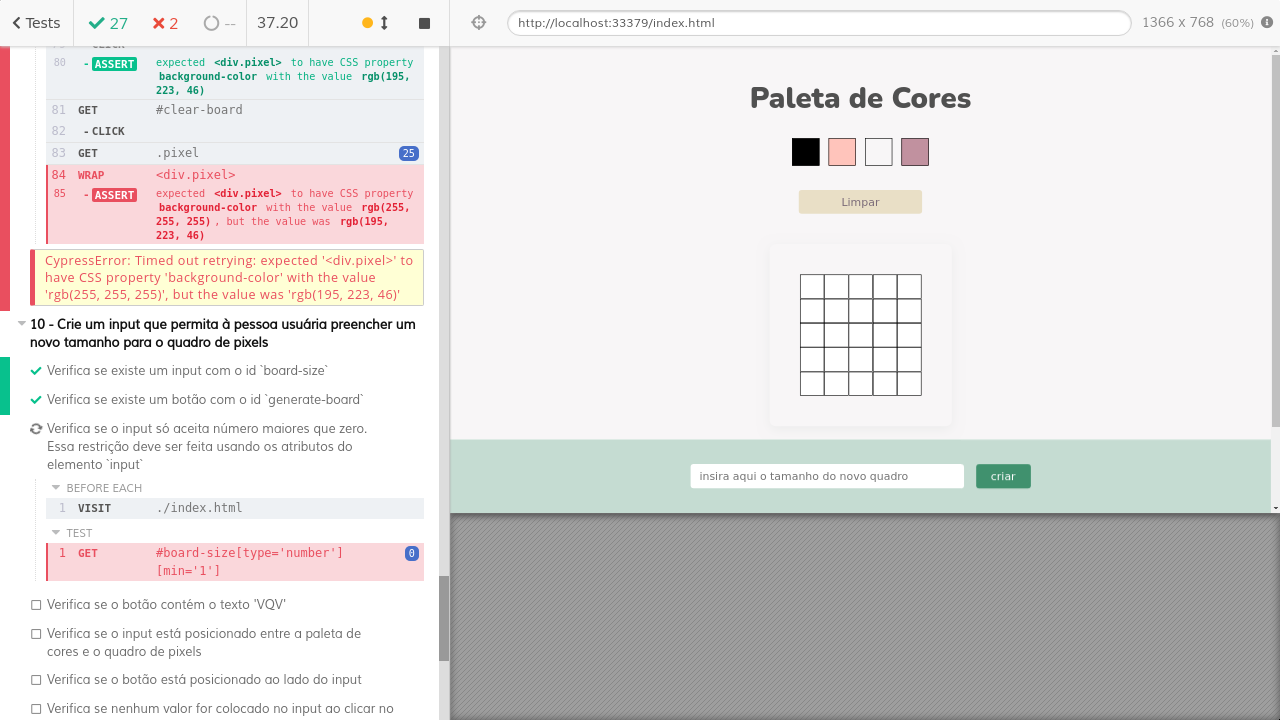 Tests
27
2
--
37.20
http://localhost:33379/index.html
1366 x 768 (60%)
80 - ASSERT expected <div.pixel> to have CSS property
background-color with the value rgb(195,
223, 46)
81 GET #clear-board
82 - CLICK
83 GET .pixel 25
84 WRAP <div.pixel>
85 - ASSERT expected <div.pixel> to have CSS property
background-color with the value rgb(255,
255, 255) , but the value was rgb(195,
223, 46)
CypressError: Timed out retrying: expected '<div.pixel>' to
have CSS property 'background-color' with the value
'rgb(255, 255, 255)', but the value was 'rgb(195, 223, 46)'
10 - Crie um input que permita à pessoa usuária preencher um
novo tamanho para o quadro de pixels
Verifica se existe um input com o id `board-size`
Verifica se existe um botão com o id `generate-board`
Verifica se o input só aceita número maiores que zero.
Essa restrição deve ser feita usando os atributos do
elemento `input`
BEFORE EACH
1 VISIT ./index.html
TEST
1 GET #board-size[type='number'] 0
[min='1']
Verifica se o botão contém o texto 'VQV'
Verifica se o input está posicionado entre a paleta de
cores e o quadro de pixels
Verifica se o botão está posicionado ao lado do input
Verifica se nenhum valor for colocado no input ao clicar no
Paleta de Cores
Limpar
insira aqui o tamanho do novo quadro
criar